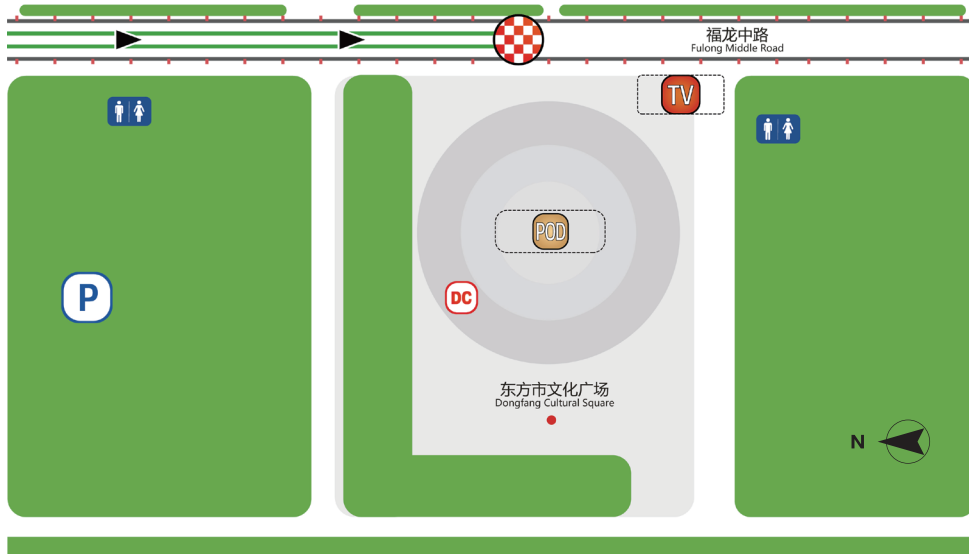 福龙中路
Fulong Middle Road
TV
POD
P
DC
东方市文化广场
Dongfang Cultural Square
N